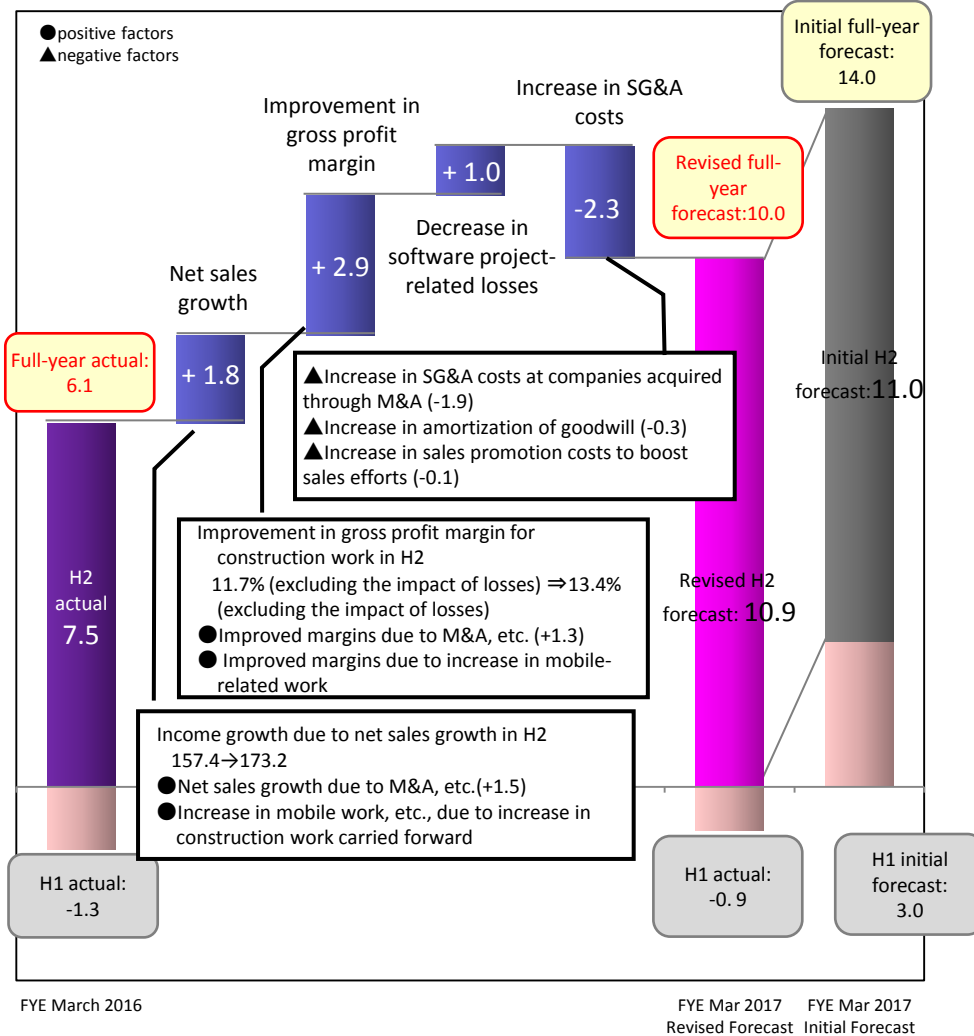 ●positive factors
▲negative factors
Initial full-year
forecast:
14.0
Increase in SG&A
costs
Improvement in
gross profit
margin
+ 1.0
Revised full-
year
forecast:10.0
-2.3
Decrease in
software project-
related losses
+ 2.9
Net sales
growth
Full-year actual:
6.1
+ 1.8
Initial H2
forecast:11.0
▲Increase in SG&A costs at companies acquired
through M&A (-1.9)
▲Increase in amortization of goodwill (-0.3)
▲Increase in sales promotion costs to boost
sales efforts (-0.1)
Improvement in gross profit margin for
construction work in H2
11.7% (excluding the impact of losses) ⇒13.4%
(excluding the impact of losses)
●Improved margins due to M&A, etc. (+1.3)
● Improved margins due to increase in mobile-
related work
H2
actual
7.5
Revised H2
forecast: 10.9
Income growth due to net sales growth in H2
157.4→173.2
●Net sales growth due to M&A, etc.(+1.5)
●Increase in mobile work, etc., due to increase in
construction work carried forward
H1 actual:
-1.3
H1 actual:
-0. 9
H1 initial
forecast:
3.0
FYE March 2016
FYE Mar 2017
Revised Forecast
FYE Mar 2017
Initial Forecast